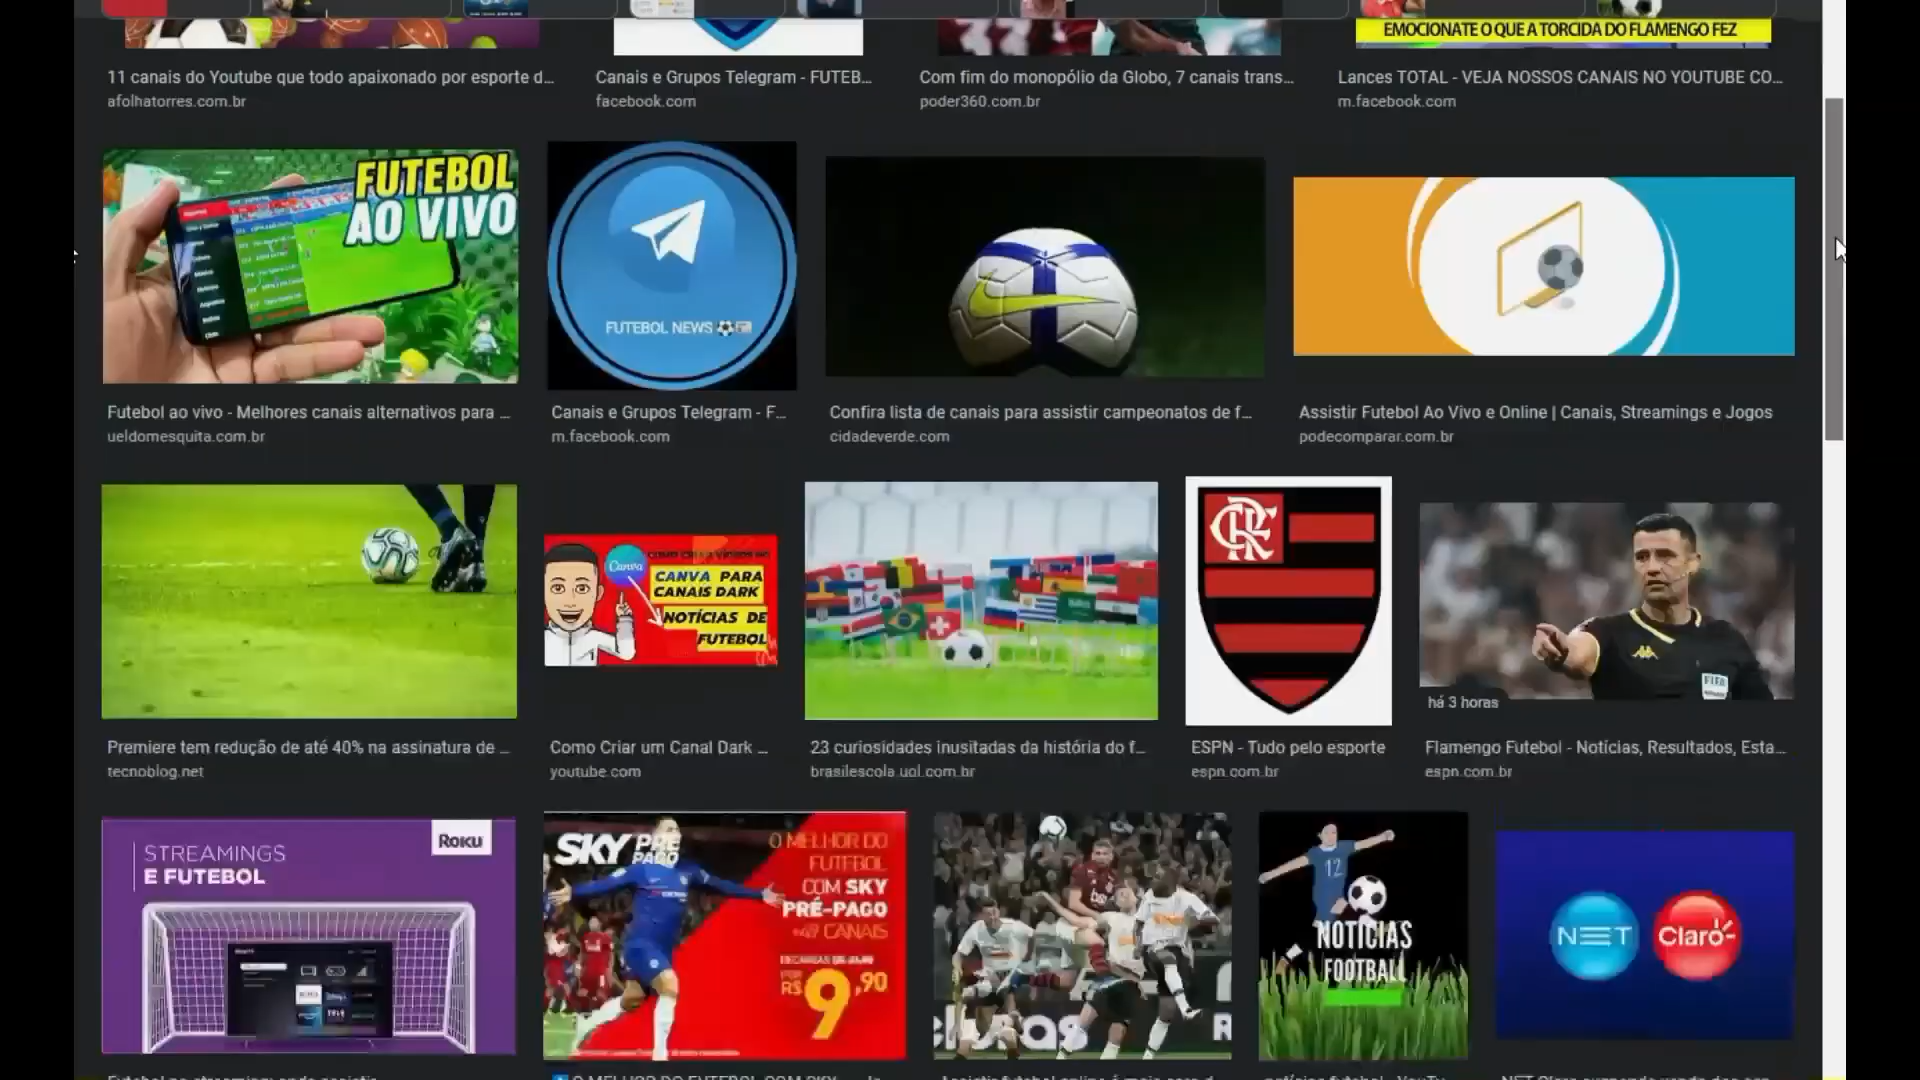 EMOCIONATE O QUE A TORCIDA DO FLAMENGO FEZ
11 canais do Youtube que todo apaixonado por esporte d...
afolhatorres.com.br
Canais e Grupos Telegram - FUTEB...
facebook.com
Com fim do monopólio da Globo, 7 canais trans...
poder360.com.br
Lances TOTAL - VEJA NOSSOS CANAIS NO YOUTUBE CO...
m.facebook.com
FUTEBOL
AO VIVO
FUTEBOL NEWS
Futebol ao vivo - Melhores canais alternativos para ...
ueldomesquita.com.br
Canais e Grupos Telegram - F...
m.facebook.com
Confira lista de canais para assistir campeonatos de f...
cidadeverde.com
Assistir Futebol Ao Vivo e Online | Canais, Streamings e Jogos
podecomparar.com.br
Canva
CANVA PARA
CANAIS DARK
NOTÍCIAS DE
FUTEBOL
CRF
FIFA
há 3 horas
Premiere tem redução de até 40% na assinatura de ...
tecnoblog.net
Como Criar um Canal Dark ...
youtube.com
23 curiosidades inusitadas da história do f...
brasilescola.uol.com.br
ESPN - Tudo pelo esporte
espn.com.br
Flamengo Futebol - Notícias, Resultados, Esta...
espn.com.br
Roku
STREAMINGS
E FUTEBOL
SKY PRÉ
PAGO
O MELHOR DO
FUTEBOL
COM SKY
PRÉ-PAGO
+49 CANAIS
POR
R$ 9,90
12
NOTÍCIAS
FOOTBALL
NET
Claro